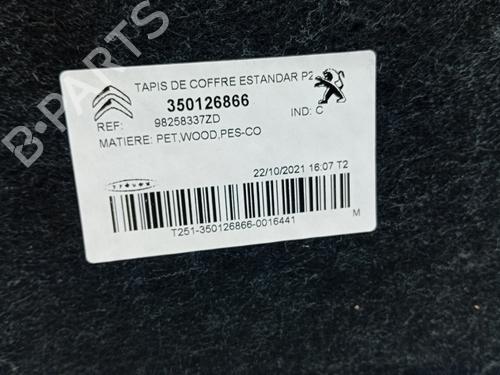 TAPIS DE COFFRE ESTANDAR P2
350126866
REF: 98258337ZD IND: C
MATIERE: PET,WOOD,PES-CO
22/10/2021 16:07 T2
T251-350126866-0016441 M